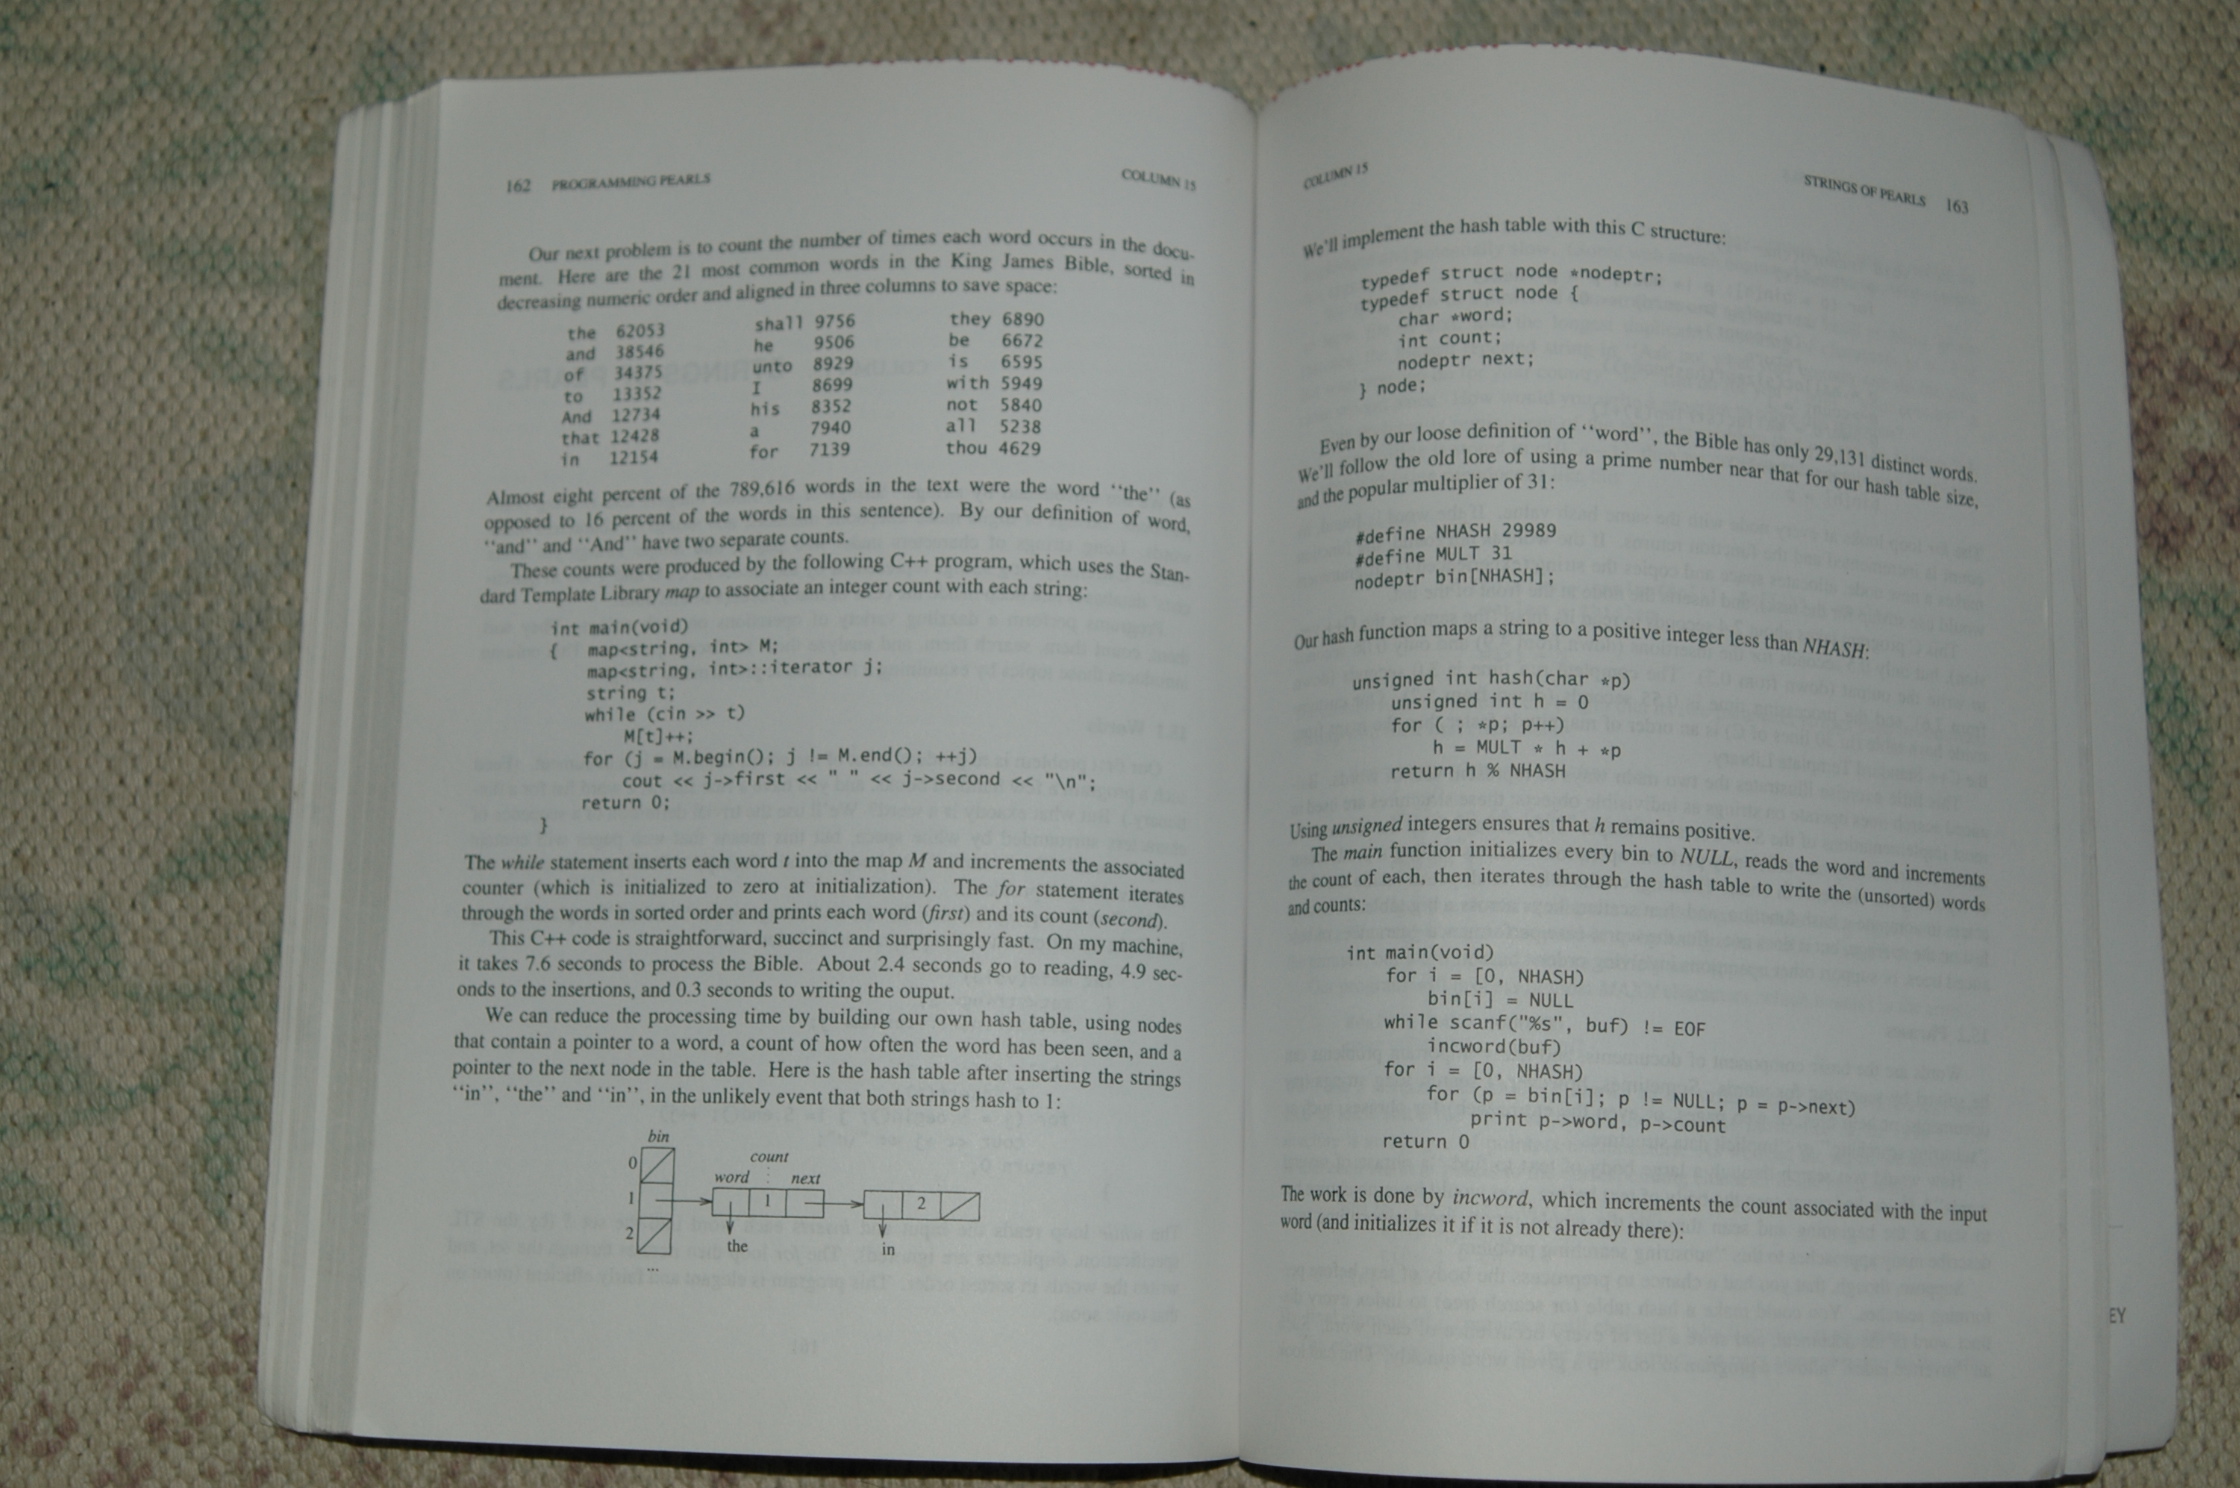 162 PROGRAMMING PEARLS COLUMN 15
Our next problem is to count the number of times each word occurs in the docu-
ment. Here are the 21 most common words in the King James Bible, sorted in
decreasing numeric order and aligned in three columns to save space:
the 62053 shall 9756 they 6890
and 38546 he 9506 be 6672
of 34375 unto 8929 is 6595
to 13352 I 8699 with 5949
And 12734 his 8352 not 5840
that 12428 a 7940 all 5238
in 12154 for 7139 thou 4629
Almost eight percent of the 789,616 words in the text were the word ''the'' (as
opposed to 16 percent of the words in this sentence). By our definition of word,
''and'' and ''And'' have two separate counts.
These counts were produced by the following C++ program, which uses the Stan-
dard Template Library map to associate an integer count with each string:
int main(void)
{ map<string, int> M;
map<string, int>::iterator j;
string t;
while (cin >> t)
M[t]++;
for (j = M.begin(); j != M.end(); ++j)
cout << j->first << " " << j->second << "\n";
return 0;
}
The while statement inserts each word t into the map M and increments the associated
counter (which is initialized to zero at initialization). The for statement iterates
through the words in sorted order and prints each word (first) and its count (second).
This C++ code is straightforward, succinct and surprisingly fast. On my machine,
it takes 7.6 seconds to process the Bible. About 2.4 seconds go to reading, 4.9 sec-
onds to the insertions, and 0.3 seconds to writing the ouput.
We can reduce the processing time by building our own hash table, using nodes
that contain a pointer to a word, a count of how often the word has been seen, and a
pointer to the next node in the table. Here is the hash table after inserting the strings
''in'', ''the'' and ''in'', in the unlikely event that both strings hash to 1:
bin
count
0
word next
1 1 2
2
the in
...
COLUMN 15 STRINGS OF PEARLS 163
We'll implement the hash table with this C structure:
typedef struct node *nodeptr;
typedef struct node {
char *word;
int count;
nodeptr next;
} node;
Even by our loose definition of ''word'', the Bible has only 29,131 distinct words.
We'll follow the old lore of using a prime number near that for our hash table size,
and the popular multiplier of 31:
#define NHASH 29989
#define MULT 31
nodeptr bin[NHASH];
Our hash function maps a string to a positive integer less than NHASH:
unsigned int hash(char *p)
unsigned int h = 0
for ( ; *p; p++)
h = MULT * h + *p
return h % NHASH
Using unsigned integers ensures that h remains positive.
The main function initializes every bin to NULL, reads the word and increments
the count of each, then iterates through the hash table to write the (unsorted) words
and counts:
int main(void)
for i = [0, NHASH)
bin[i] = NULL
while scanf("%s", buf) != EOF
incword(buf)
for i = [0, NHASH)
for (p = bin[i]; p != NULL; p = p->next)
print p->word, p->count
return 0
The work is done by incword, which increments the count associated with the input
word (and initializes it if it is not already there):
EY